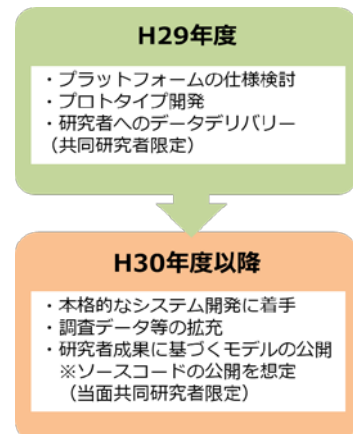 H29年度
・プラットフォームの仕様検討
・プロトタイプ開発
・研究者へのデータデリバリー
（共同研究者限定）
H30年度以降
・本格的なシステム開発に着手
・調査データ等の拡充
・研究者成果に基づくモデルの公開
※ソースコードの公開を想定
（当面共同研究者限定）